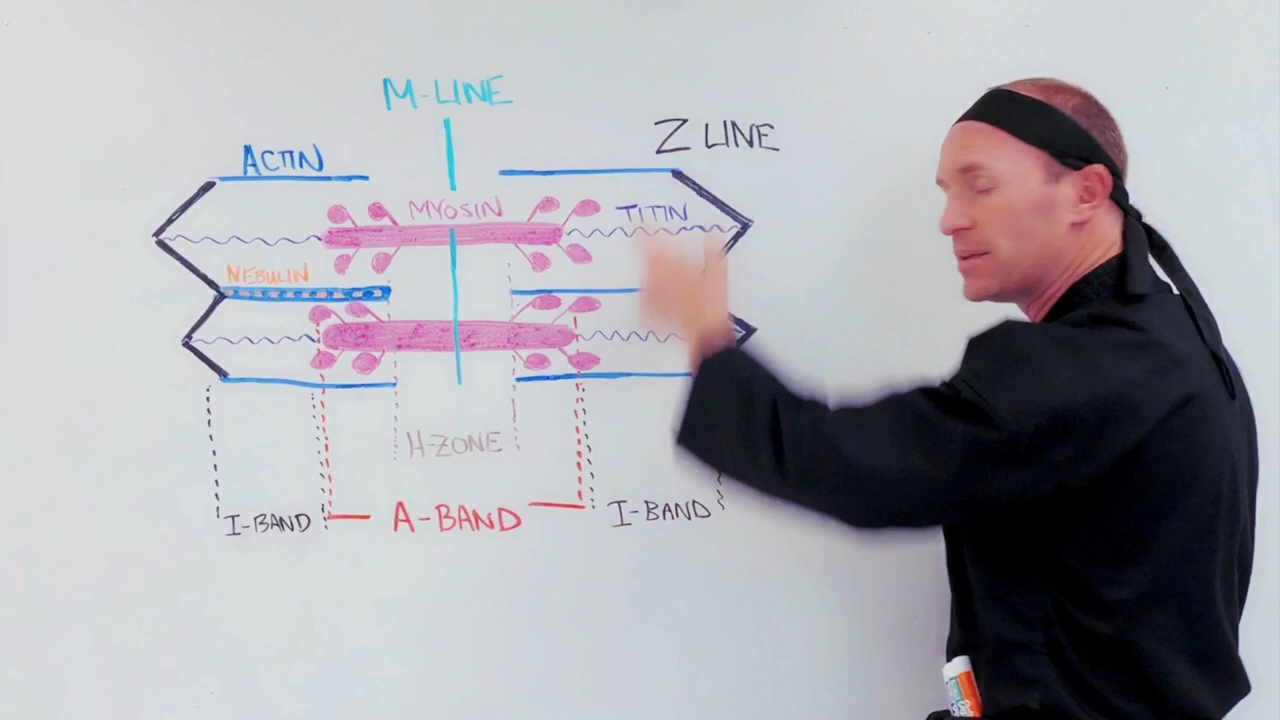 M-LINE
Z LINE
ACTIN
MYOSIN
TITIN
NEBULIN
H-ZONE
I-BAND
A-BAND
I-BAND